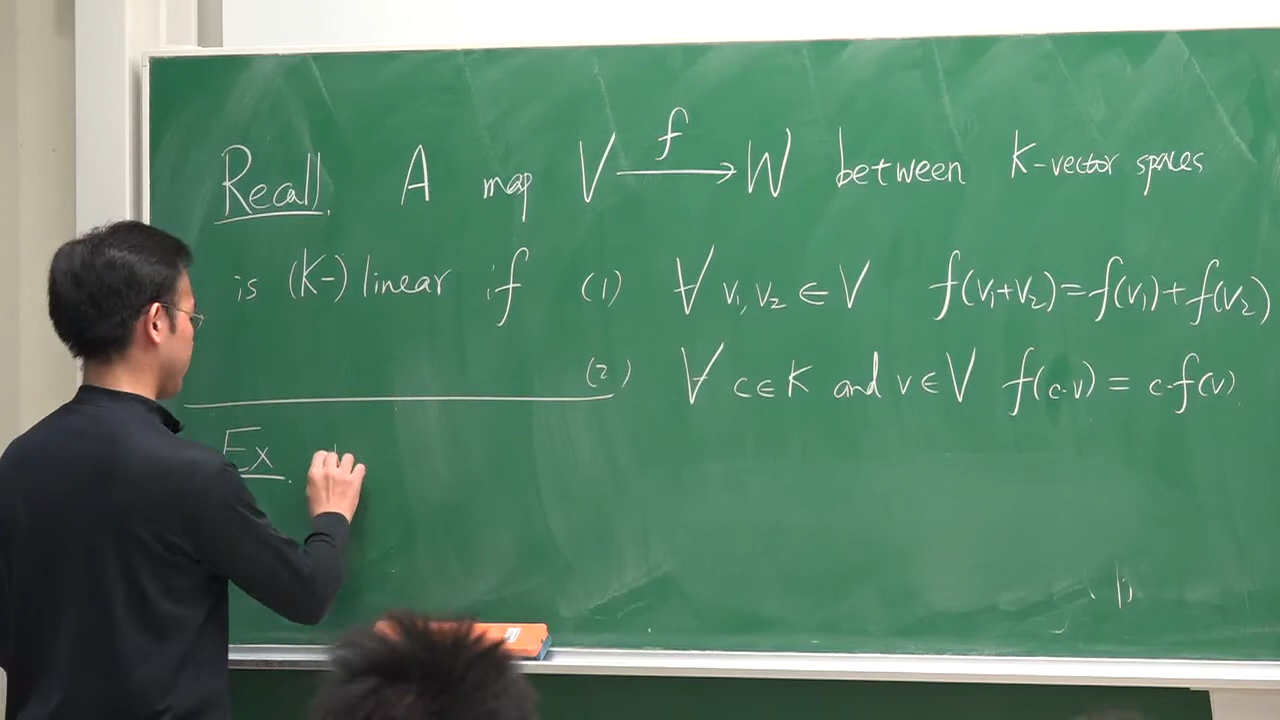 Recall. A map V →^f W between K-vector spaces
is (K-) linear if (1) ∀ v₁, v₂ ∈ V f(v₁+v₂)=f(v₁)+f(v₂)
(2) ∀ c∈K and v∈V f(c·v) = c·f(v).
Ex.